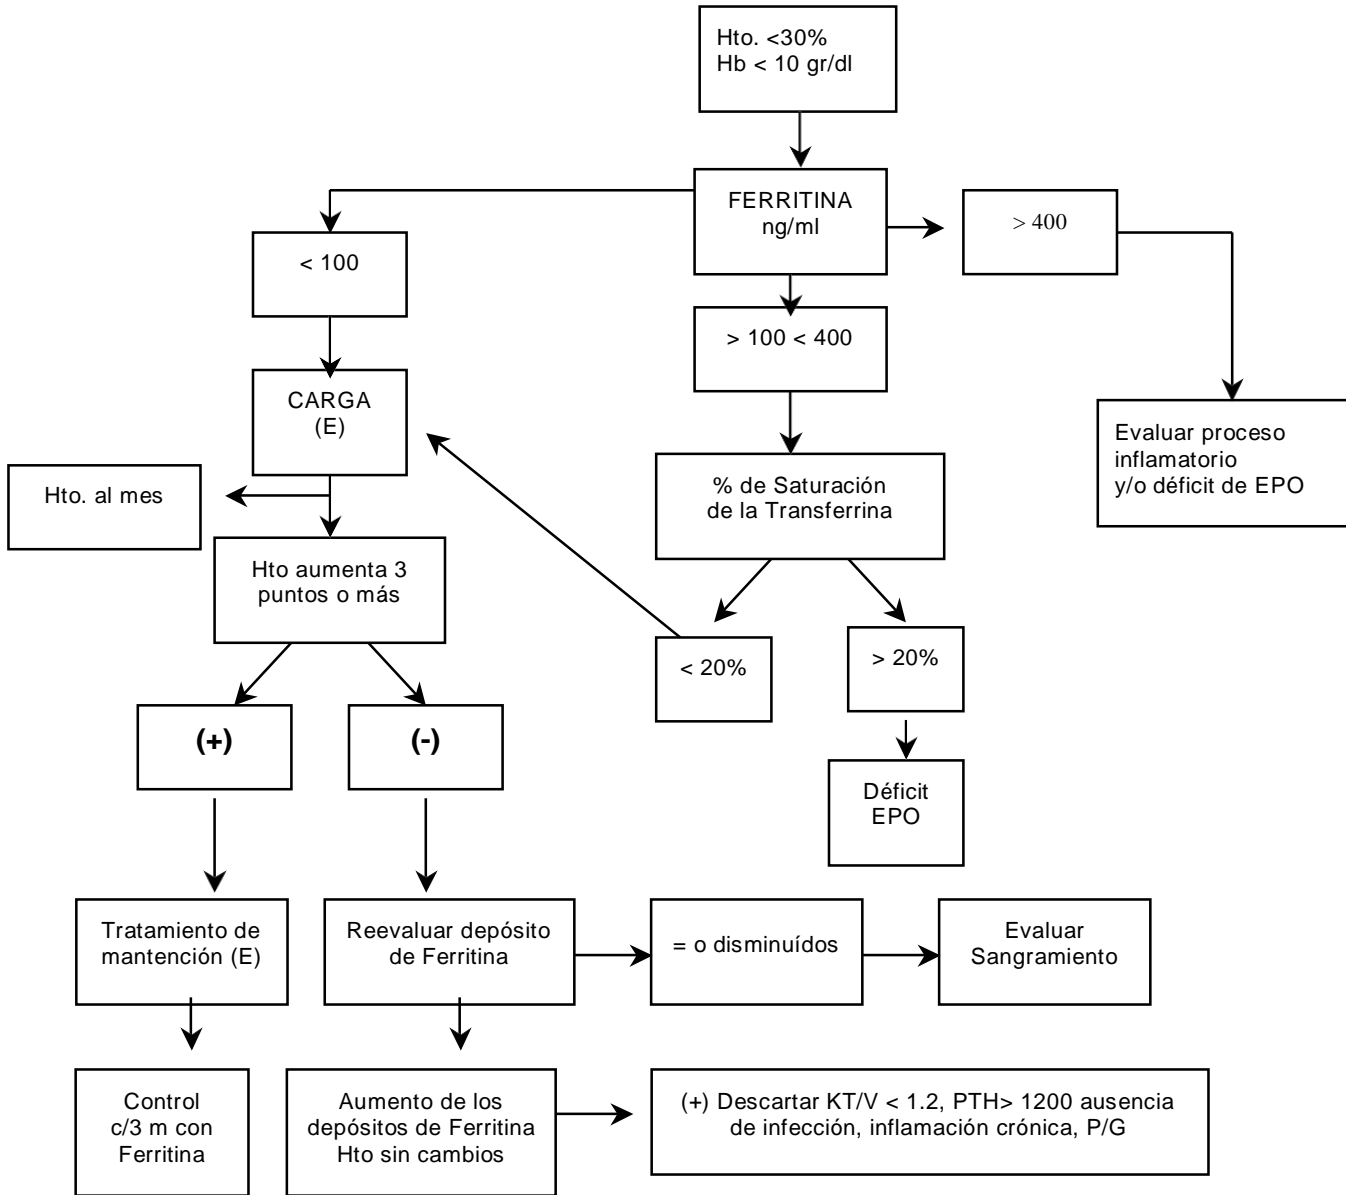 Hto. <30%
Hb < 10 gr/dl
FERRITINA
ng/ml
> 400
< 100
> 100 < 400
CARGA
(E)
Evaluar proceso
inflamatorio
y/o déficit de EPO
% de Saturación
de la Transferrina
Hto. al mes
Hto aumenta 3
puntos o más
< 20%
> 20%
(+)
(-)
Déficit
EPO
Tratamiento de
mantención (E)
Reevaluar depósito
de Ferritina
= o disminuídos
Evaluar
Sangramiento
Control
c/3 m con
Ferritina
Aumento de los
depósitos de Ferritina
Hto sin cambios
(+) Descartar KT/V < 1.2, PTH> 1200 ausencia
de infección, inflamación crónica, P/G